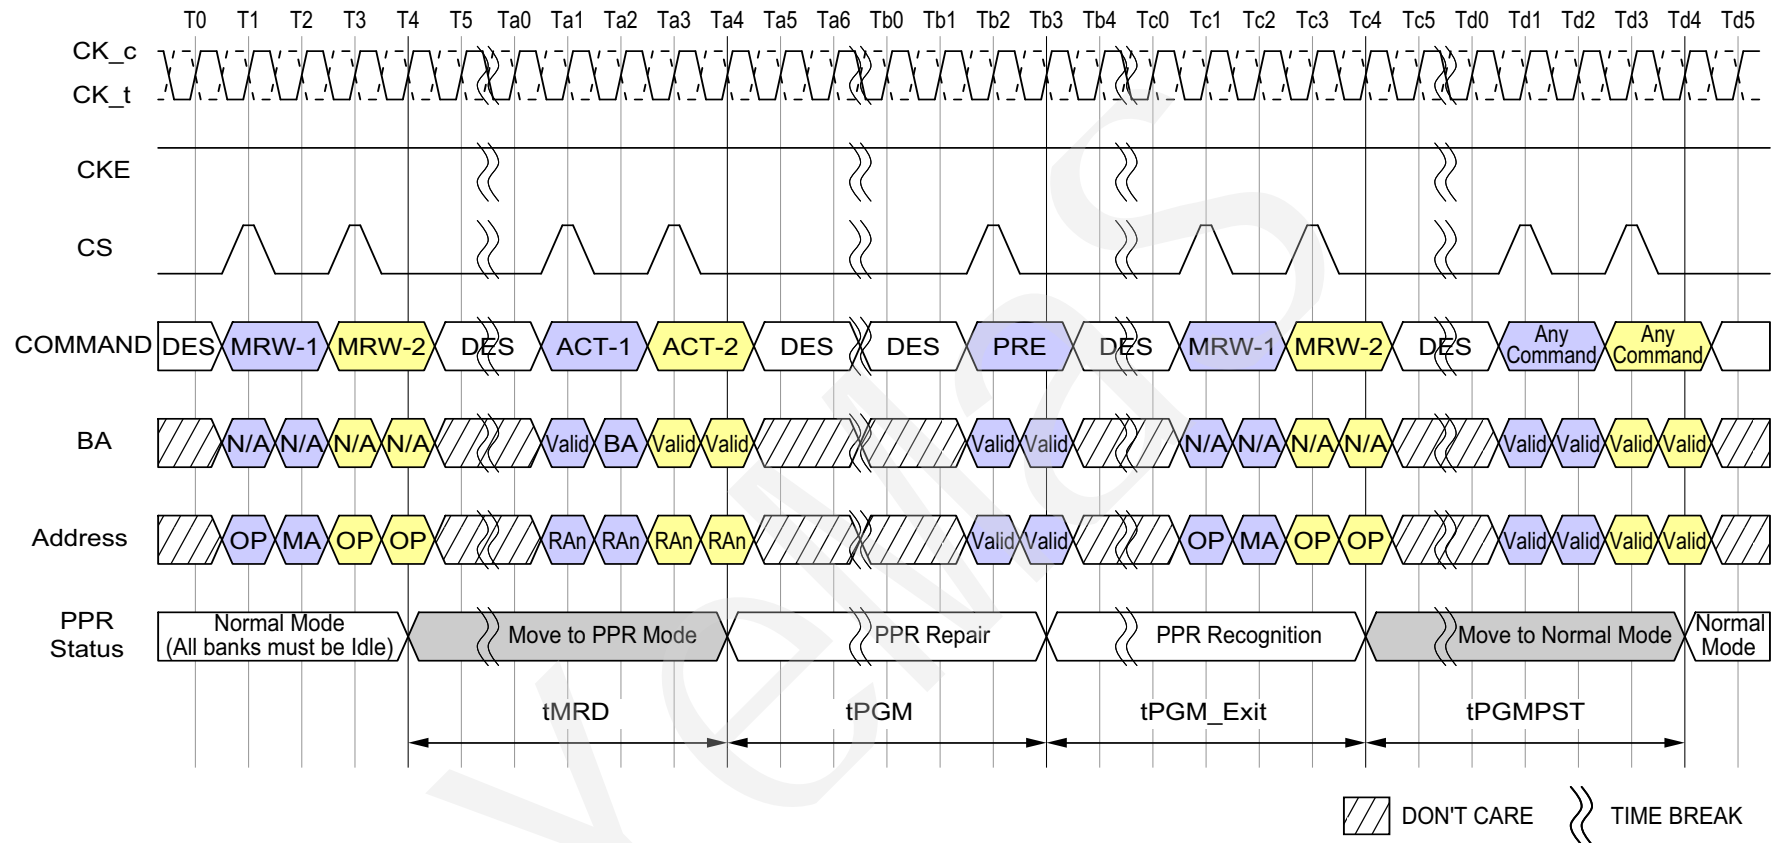 T0 T1 T2 T3 T4 T5 Ta0 Ta1 Ta2 Ta3 Ta4 Ta5 Ta6 Tb0 Tb1 Tb2 Tb3 Tb4 Tc0 Tc1 Tc2 Tc3 Tc4 Tc5 Td0 Td1 Td2 Td3 Td4 Td5
CK_c
CK_t
CKE
CS
COMMAND DES MRW-1 MRW-2 DES ACT-1 ACT-2 DES DES PRE DES MRW-1 MRW-2 DES Any Command Any Command
BA N/A N/A N/A N/A Valid BA Valid Valid Valid Valid N/A N/A N/A N/A Valid Valid Valid Valid
Address OP MA OP OP RAn RAn RAn RAn Valid Valid OP MA OP OP Valid Valid Valid Valid
PPR Status Normal Mode (All banks must be Idle) Move to PPR Mode PPR Repair PPR Recognition Move to Normal Mode Normal Mode
tMRD tPGM tPGM_Exit tPGMPST
DON'T CARE TIME BREAK